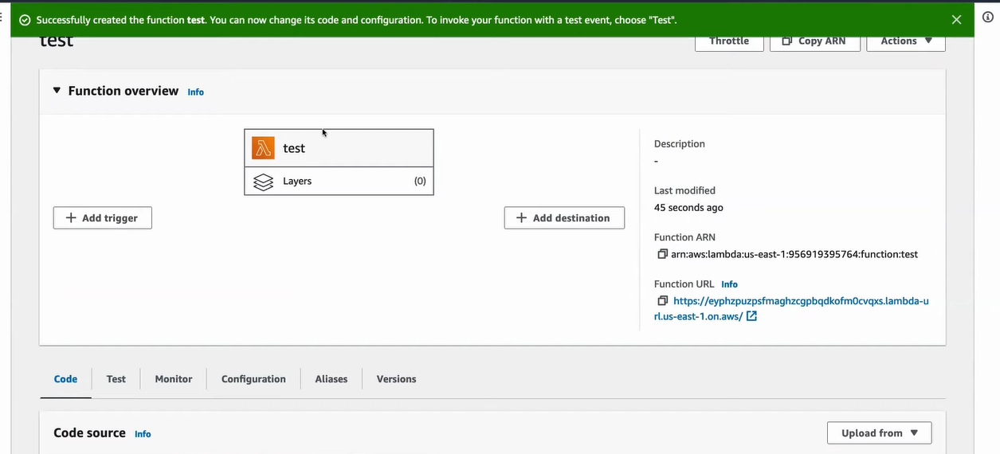 Successfully created the function test. You can now change its code and configuration. To invoke your function with a test event, choose "Test".
test
Throttle
Copy ARN
Actions
Function overview Info
test
Layers (0)
Add trigger
Add destination
Description
-
Last modified
45 seconds ago
Function ARN
arn:aws:lambda:us-east-1:956919395764:function:test
Function URL Info
https://eyphzpuzpsfmaghzcgpbqdkofm0cvqxs.lambda-u
rl.us-east-1.on.aws/
Code Test Monitor Configuration Aliases Versions
Code source Info
Upload from